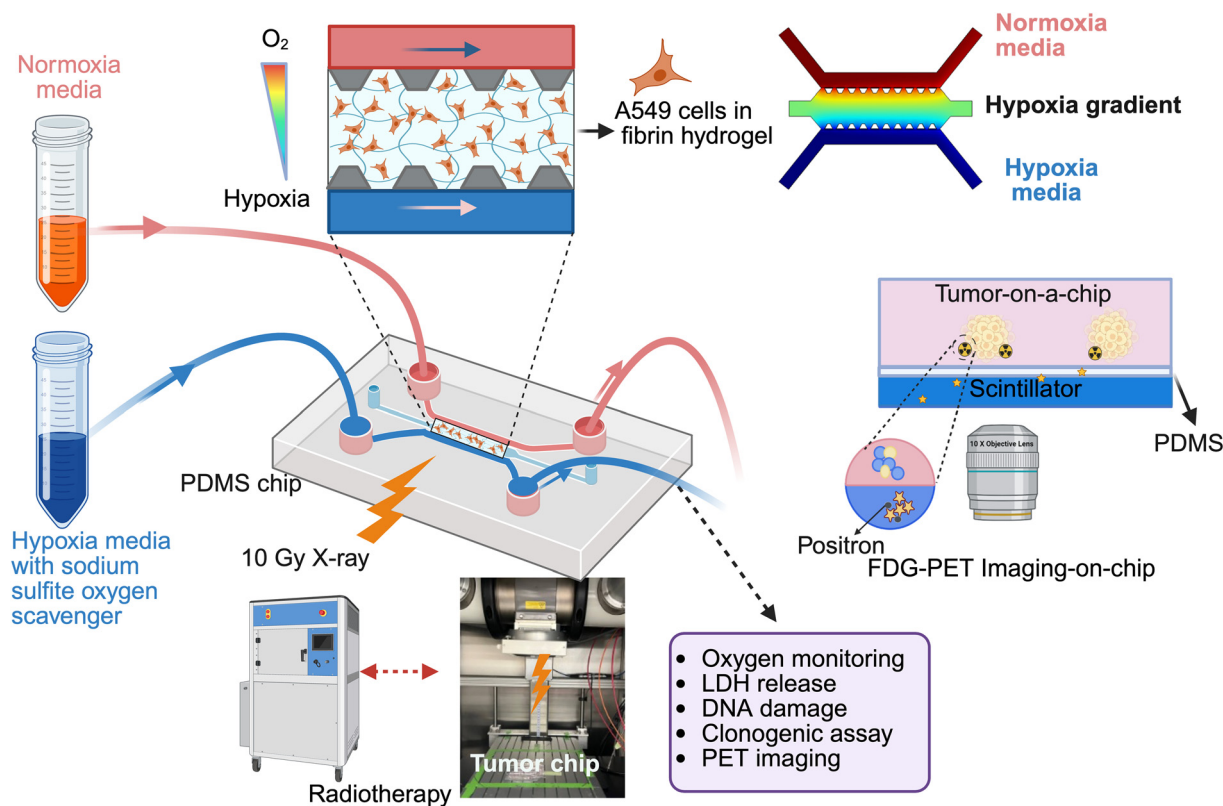 O₂
Normoxia
media
Hypoxia
A549 cells in
fibrin hydrogel
Normoxia
media
Hypoxia gradient
Hypoxia
media
Hypoxia media
with sodium
sulfite oxygen
scavenger
PDMS chip
10 Gy X-ray
Radiotherapy
Tumor chip
• Oxygen monitoring
• LDH release
• DNA damage
• Clonogenic assay
• PET imaging
Tumor-on-a-chip
Scintillator
PDMS
10 X Objective Lens
Positron
FDG-PET Imaging-on-chip